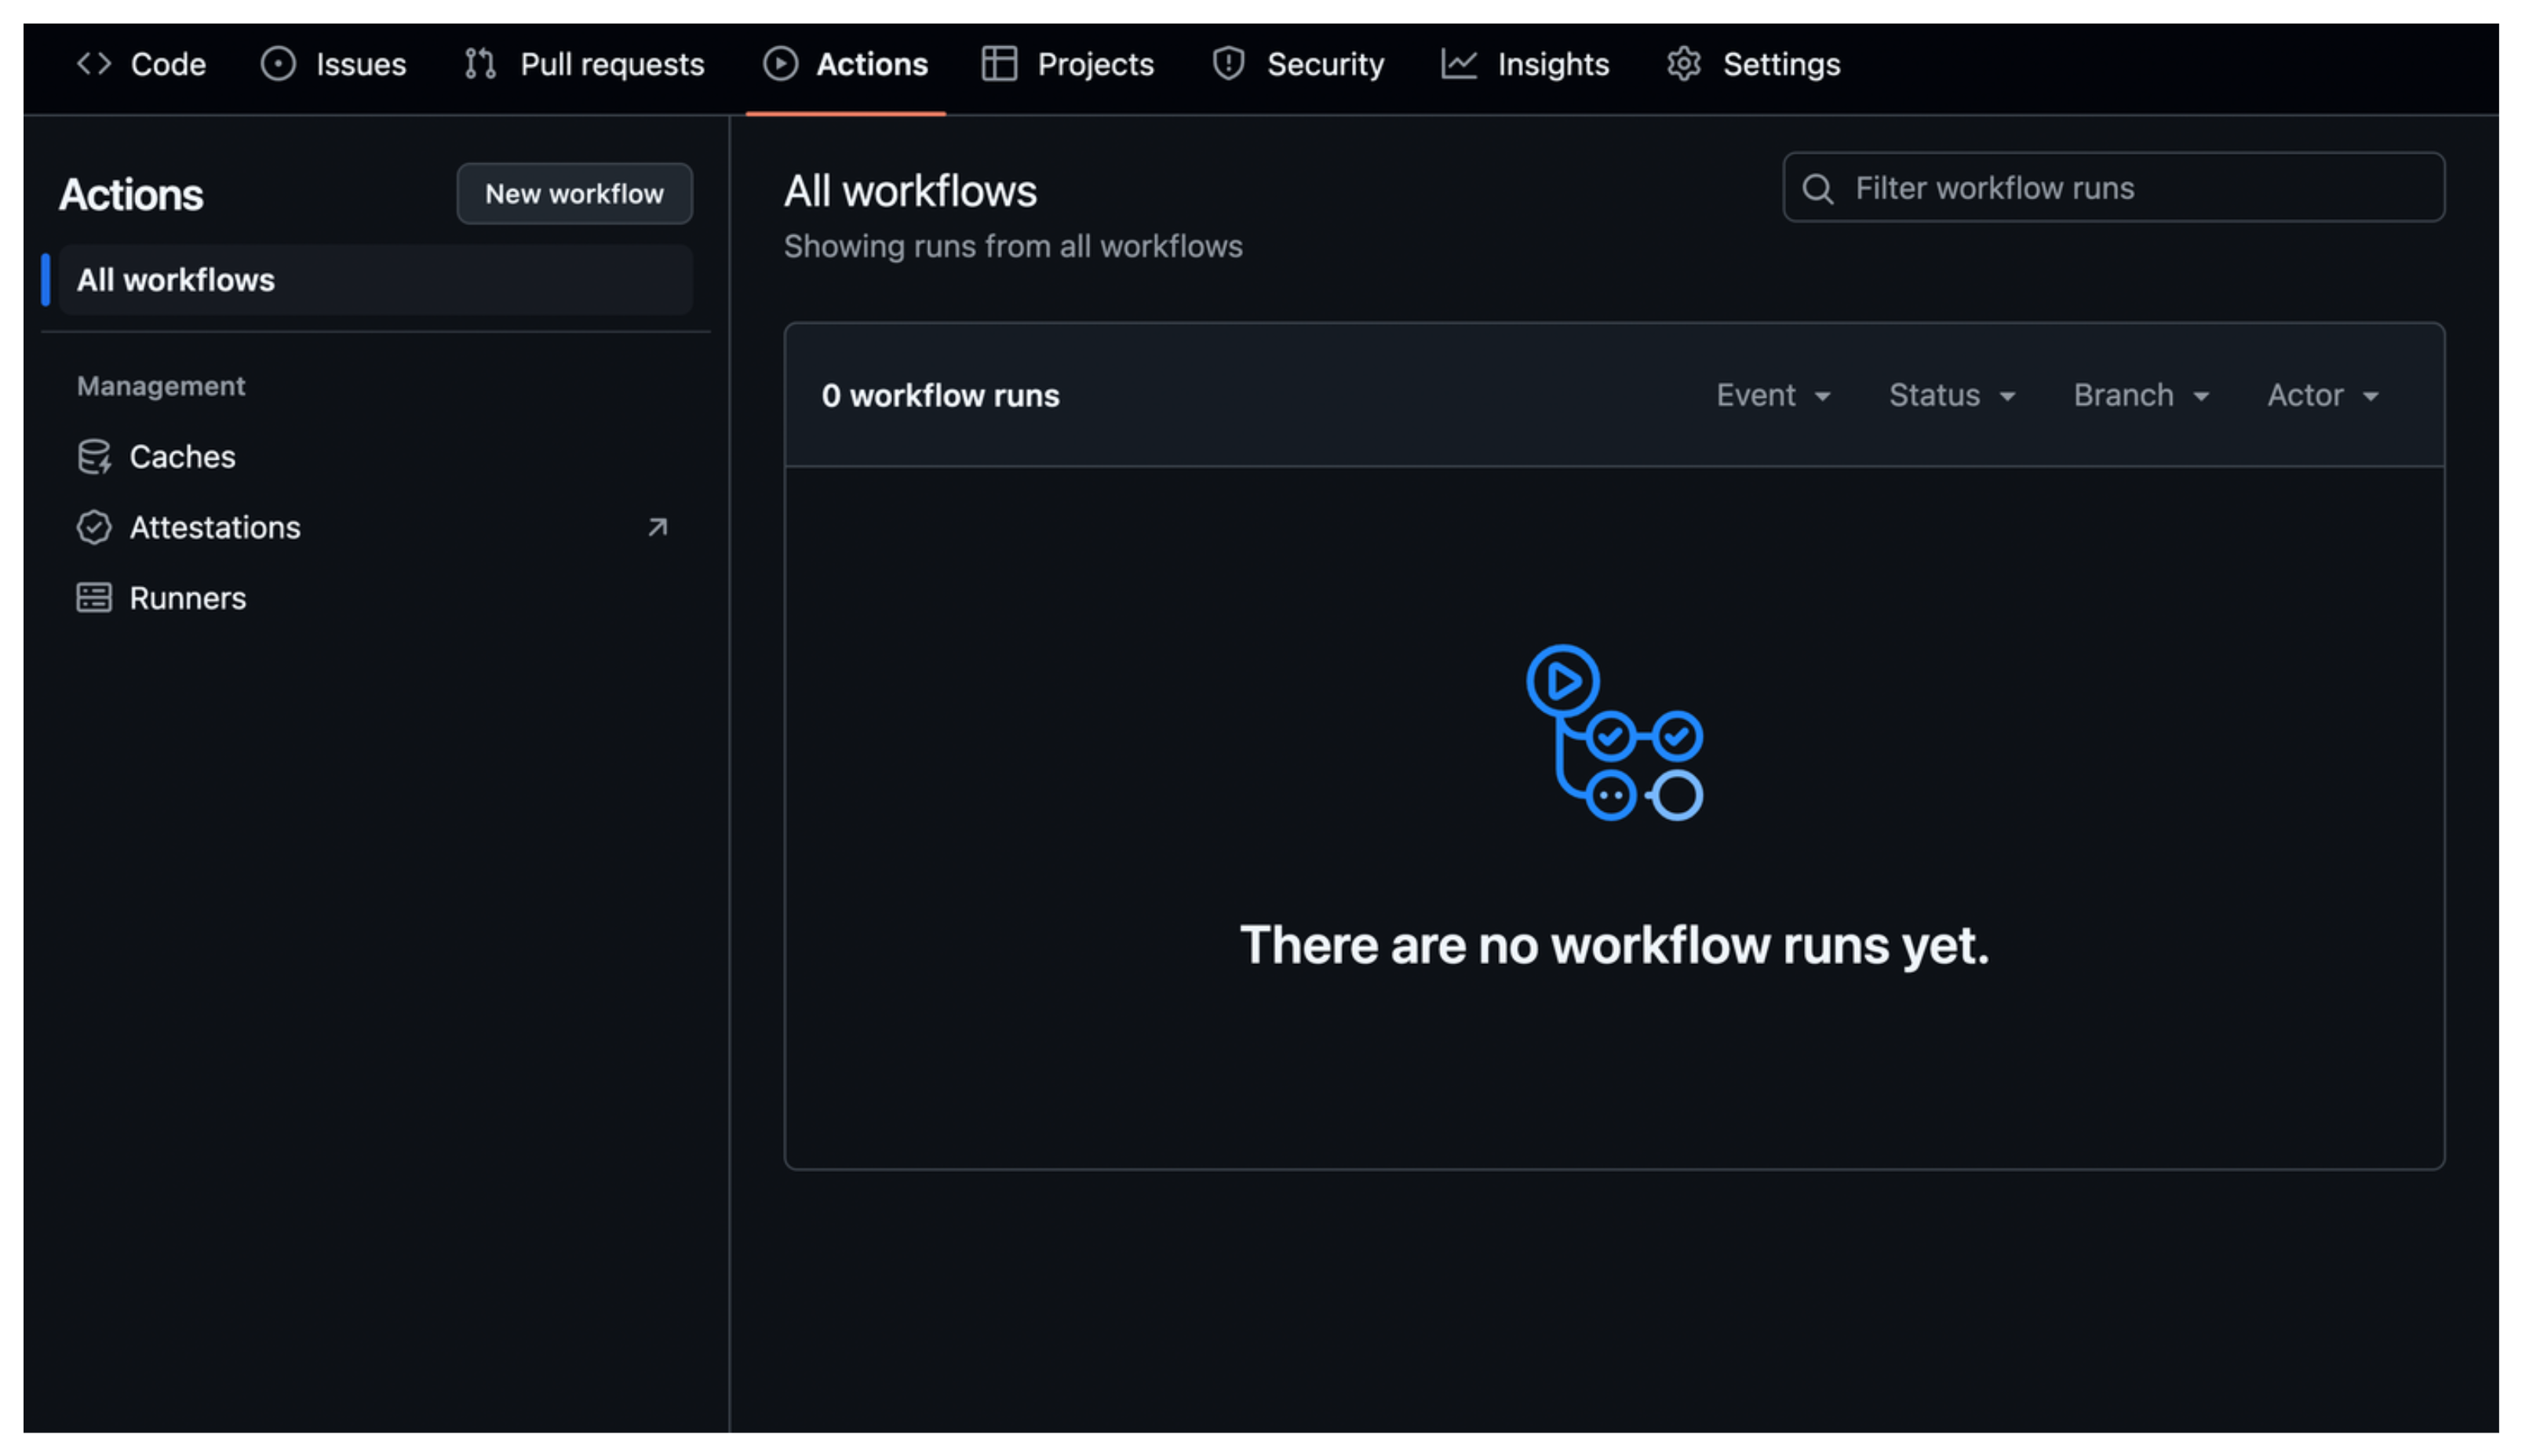 Code Issues Pull requests Actions Projects Security Insights Settings
Actions New workflow
All workflows
Management
Caches
Attestations
Runners
All workflows
Filter workflow runs
Showing runs from all workflows
0 workflow runs Event Status Branch Actor
There are no workflow runs yet.